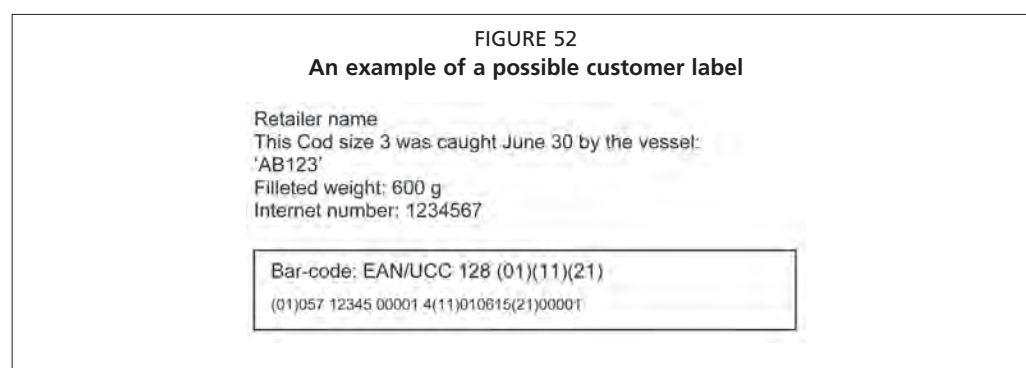 FIGURE 52
An example of a possible customer label
Retailer name
This Cod size 3 was caught June 30 by the vessel:
‘AB123’
Filleted weight: 600 g
Internet number: 1234567
Bar-code: EAN/UCC 128 (01)(11)(21)
(01)057 12345 00001 4(11)010615(21)00001